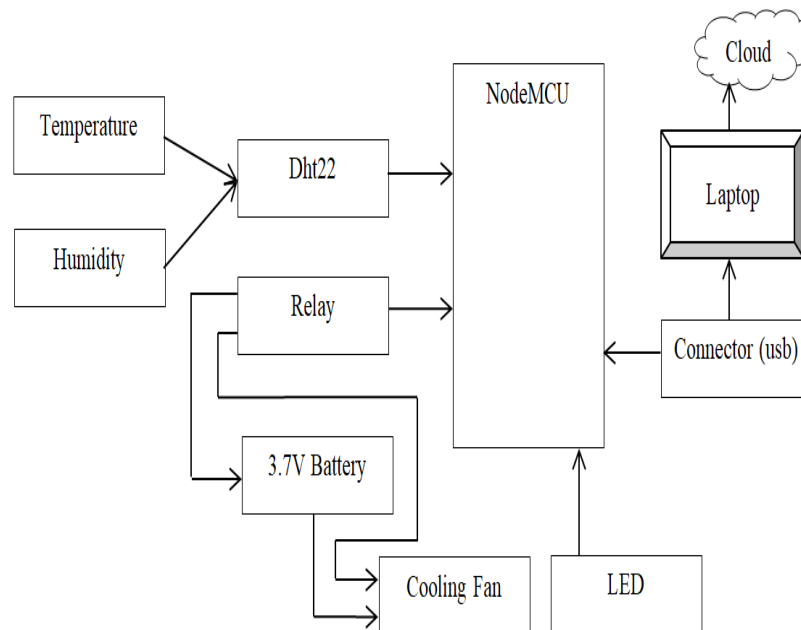 Cloud
NodeMCU
Temperature
Dht22
Laptop
Humidity
Relay
Connector (usb)
3.7V Battery
Cooling Fan
LED